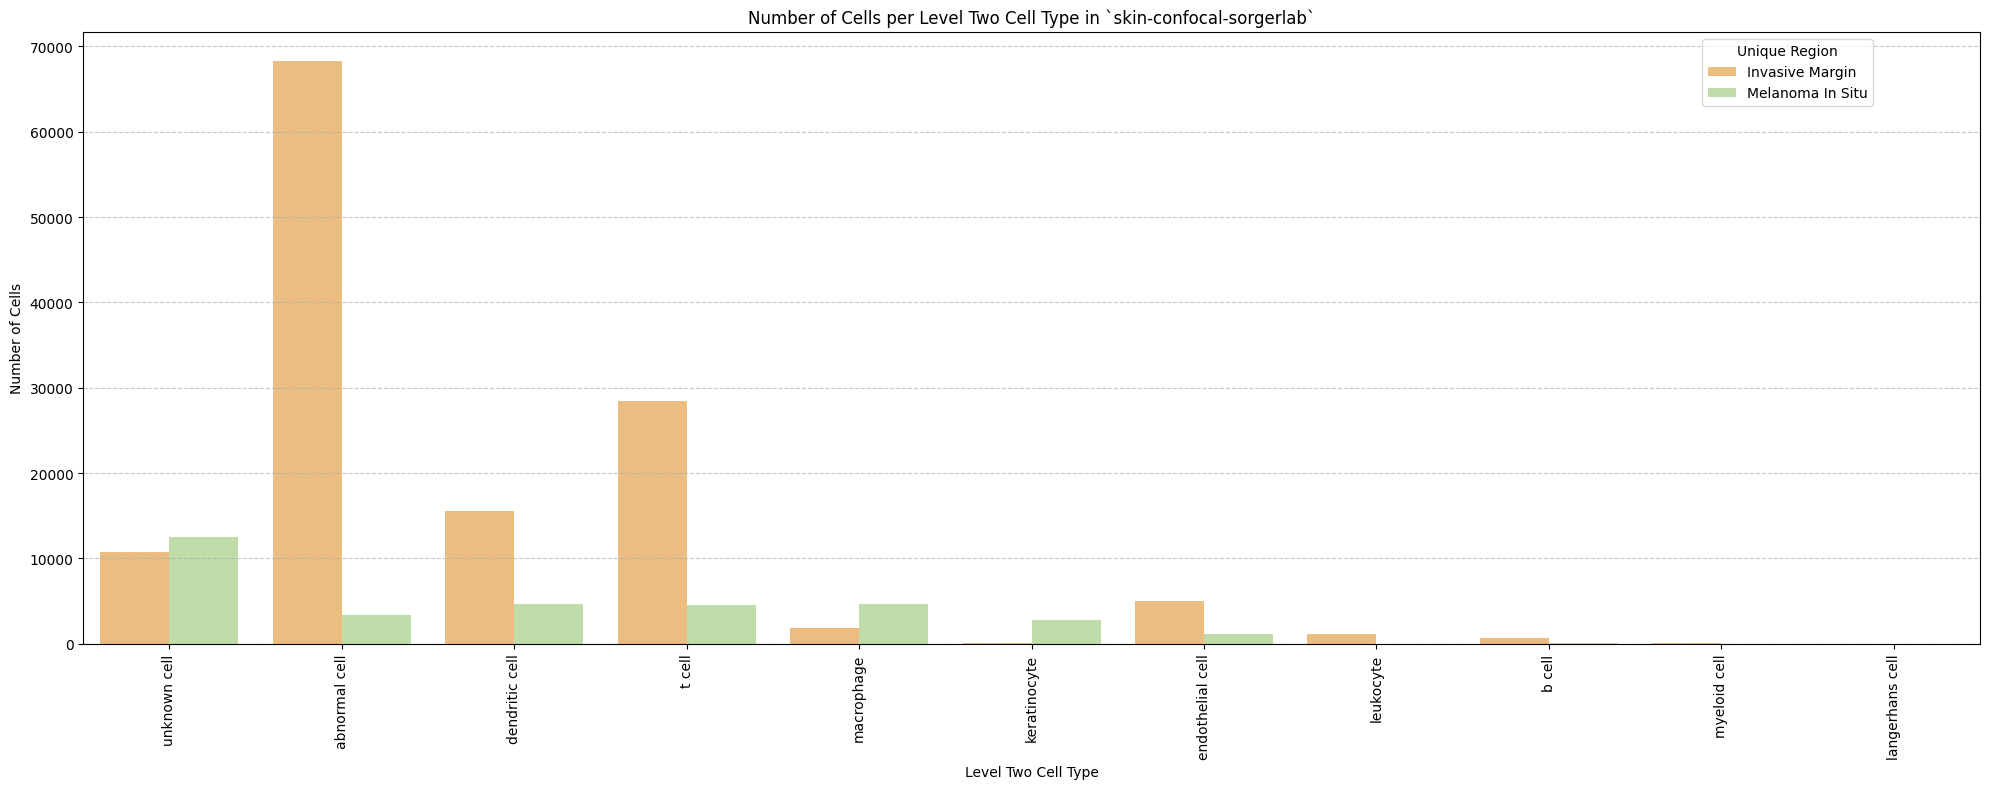 Number of Cells per Level Two Cell Type in `skin-confocal-sorgerlab`
Unique Region
Invasive Margin
Melanoma In Situ
Number of Cells
70000
60000
50000
40000
30000
20000
10000
0
unknown cell
abnormal cell
dendritic cell
t cell
macrophage
keratinocyte
endothelial cell
leukocyte
b cell
myeloid cell
langerhans cell
Level Two Cell Type